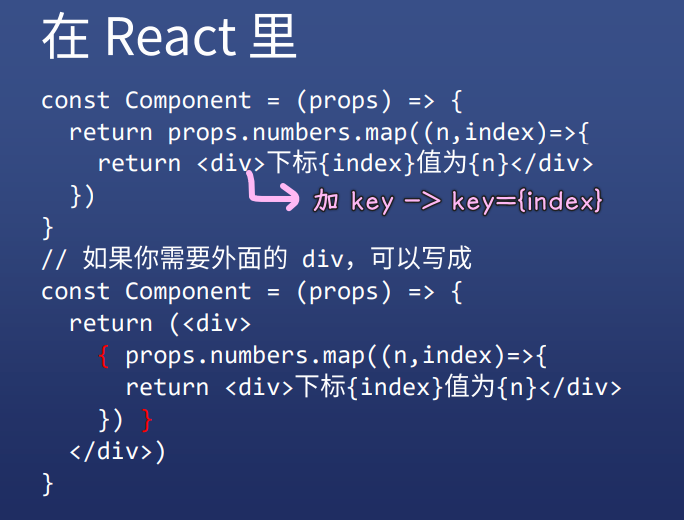 在 React 里
const Component = (props) => {
  return props.numbers.map((n,index)=>{
    return <div>下标{index}值为{n}</div>
  })
加 key -> key={index}
}
// 如果你需要外面的 div，可以写成
const Component = (props) => {
  return (<div>
    { props.numbers.map((n,index)=>{
      return <div>下标{index}值为{n}</div>
    }) }
  </div>)
}